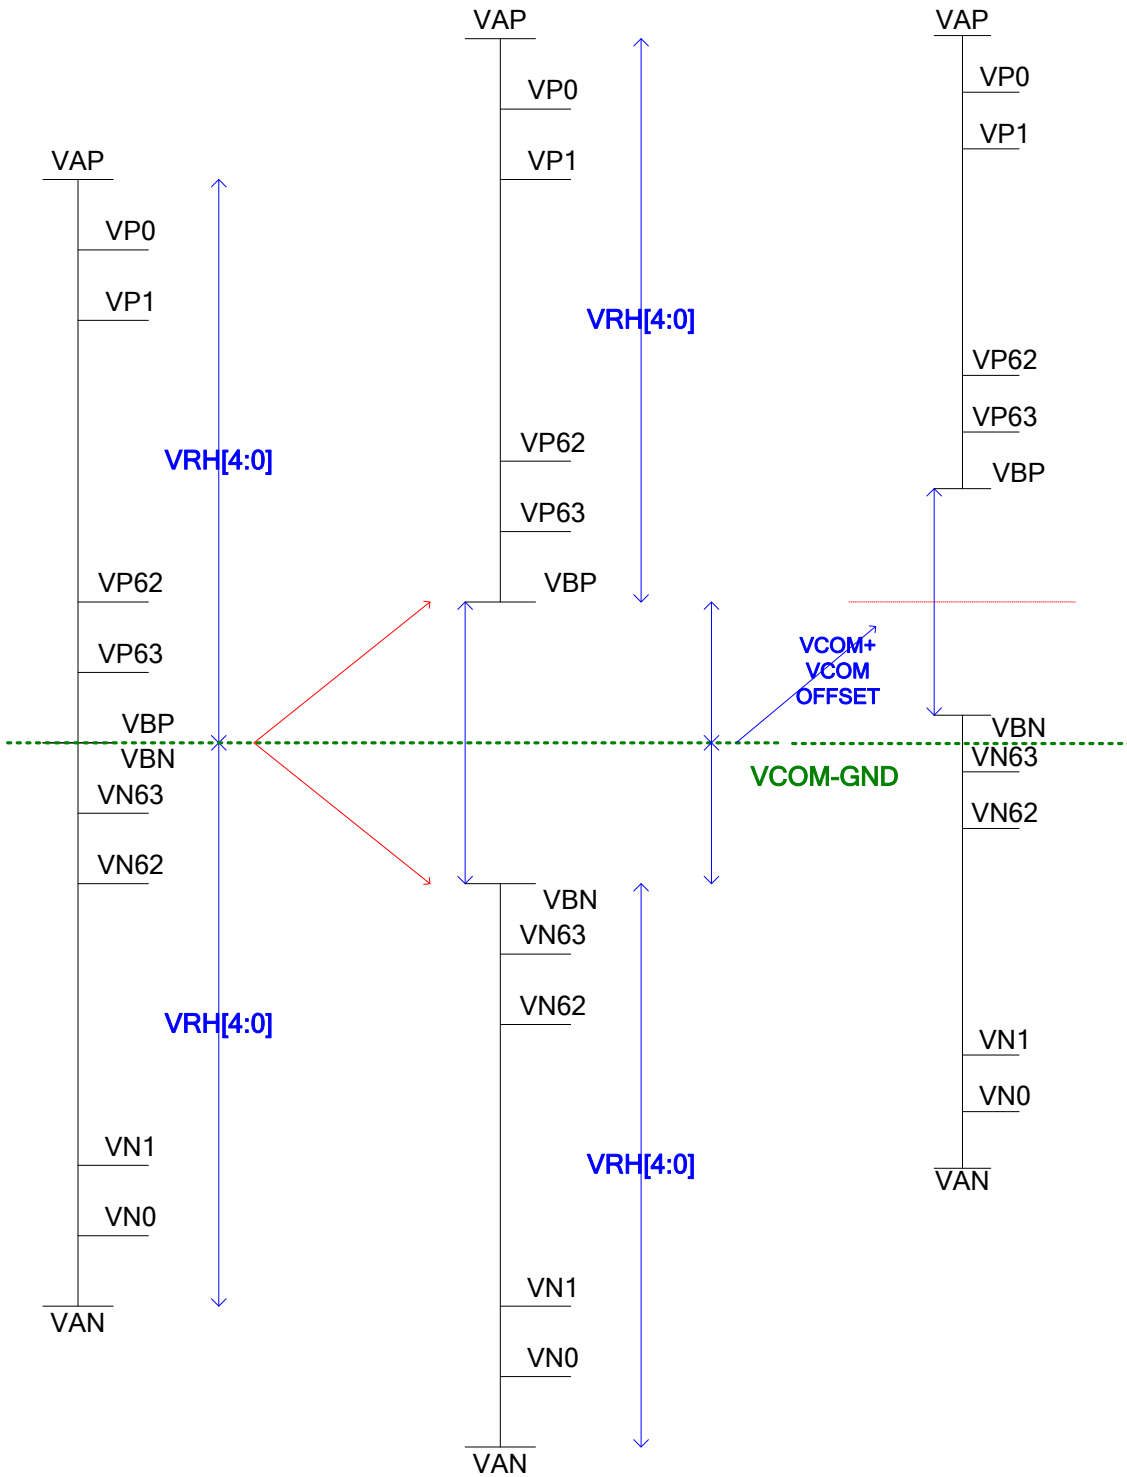 VAP
VP0
VP1
VRH[4:0]
VP62
VP63
VBP
VBN
VN63
VN62
VRH[4:0]
VN1
VN0
VAN
VAP
VP0
VP1
VRH[4:0]
VP62
VP63
VBP
VBN
VN63
VN62
VRH[4:0]
VN1
VN0
VAN
VCOM+
VCOM
OFFSET
VCOM-GND
VAP
VP0
VP1
VP62
VP63
VBP
VBN
VN63
VN62
VN1
VN0
VAN